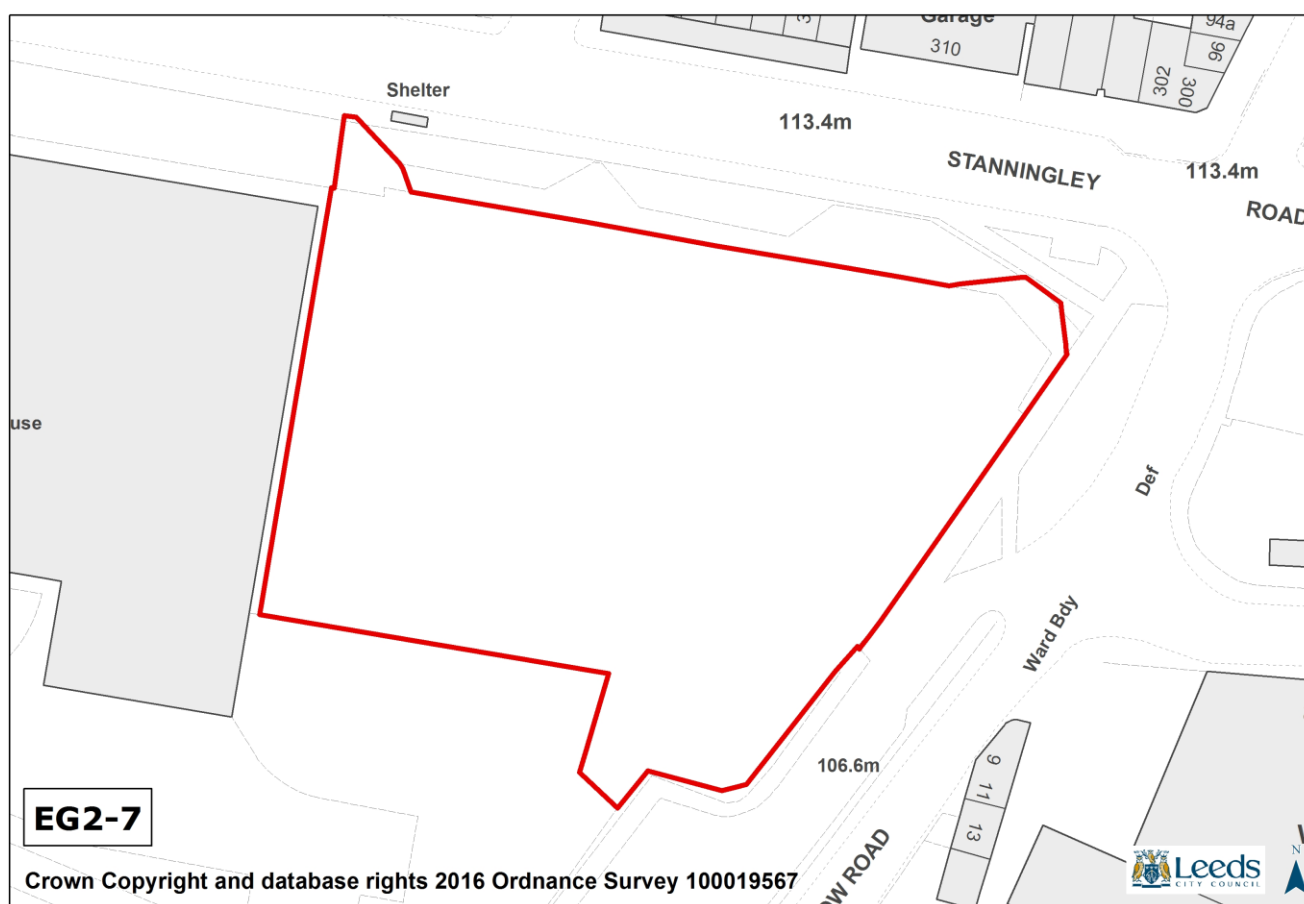 Garage
310
94a
96
302
300
Shelter
113.4m
STANNINGLEY
113.4m
ROAD
use
Def
Ward Bdy
106.6m
9
11
13
OW ROAD
EG2-7
Crown Copyright and database rights 2016 Ordnance Survey 100019567
Leeds
CITY COUNCIL
N